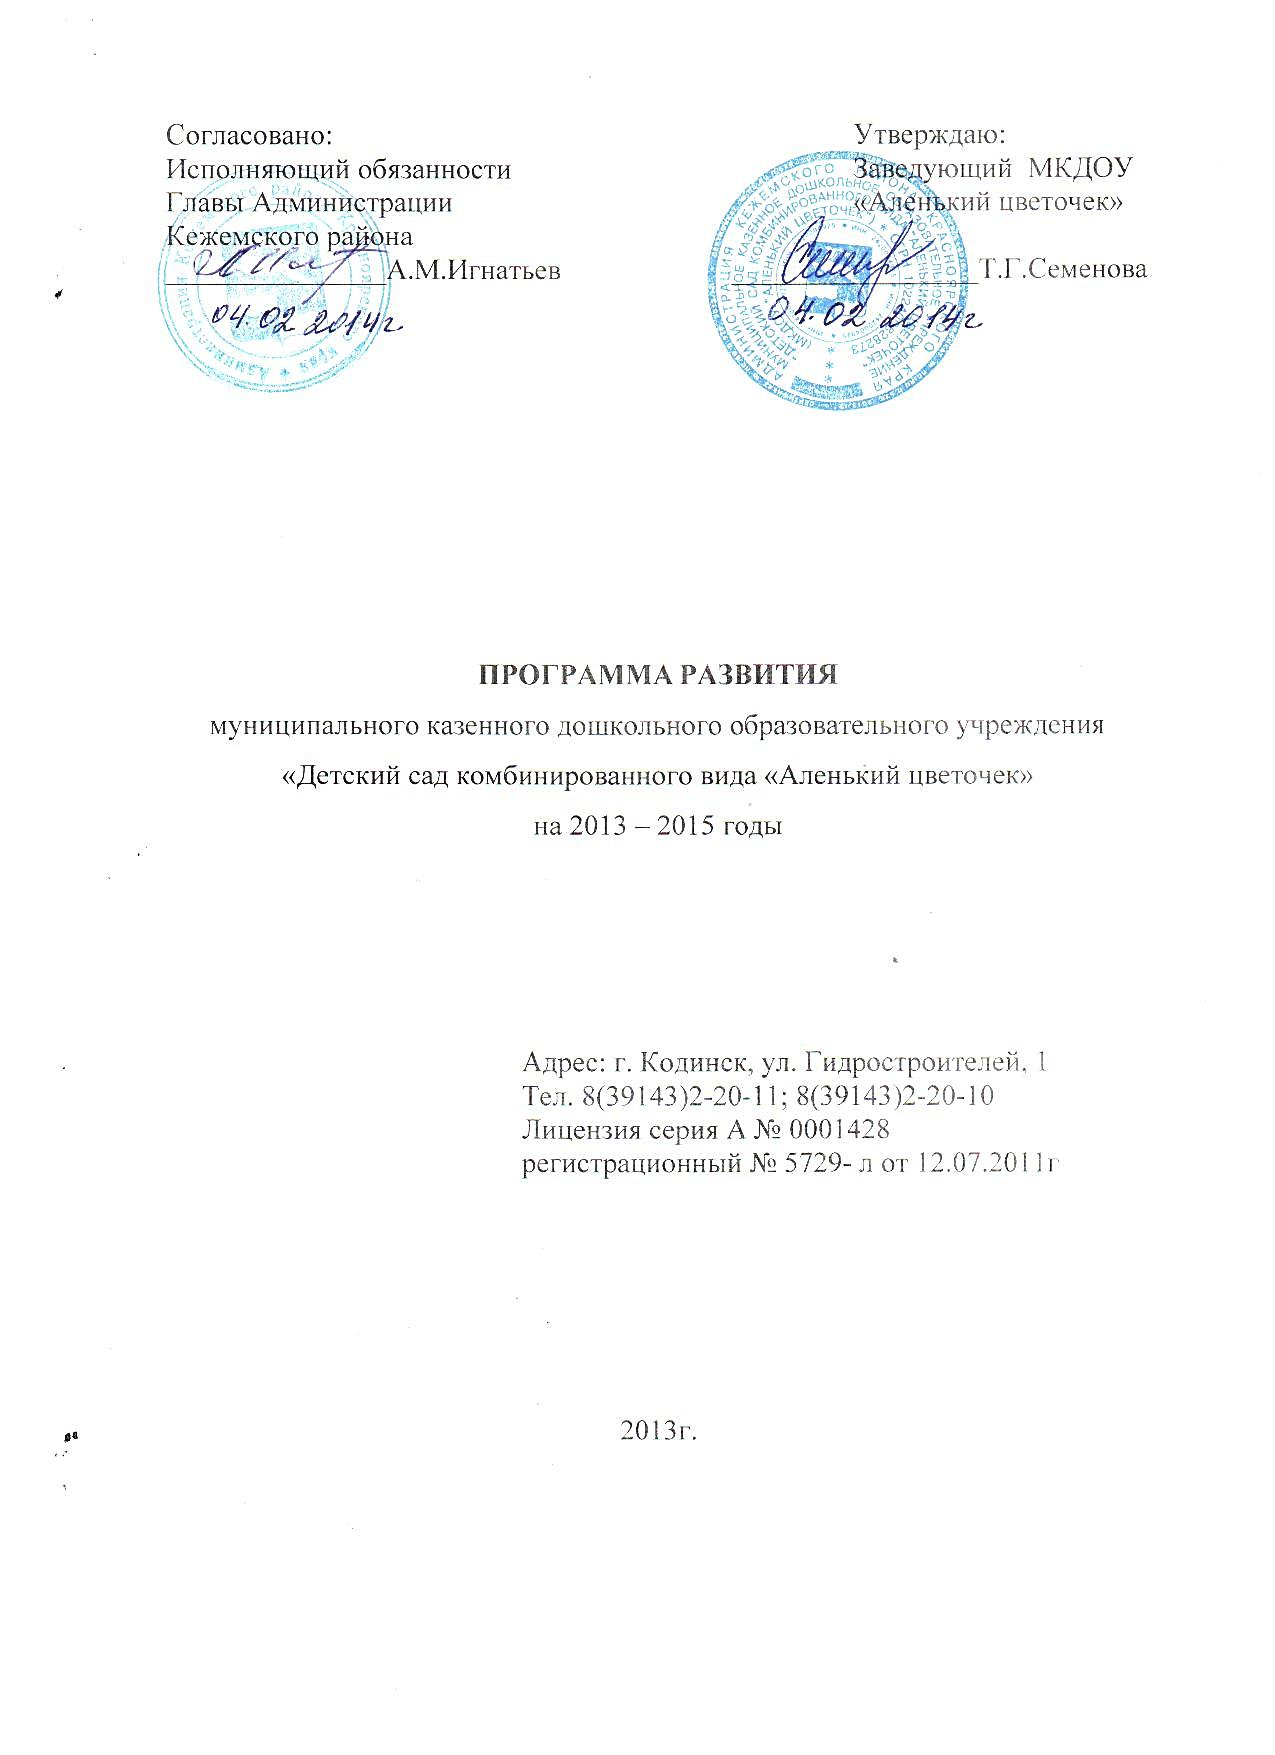 Согласовано:
Исполняющий обязанности
Главы Администрации
Кежемского района
А.М.Игнатьев
04.02 2014г
Утверждаю:
Заведующий МКДОУ
«Аленький цветочек»
Т.Г.Семенова
04.02 2014г
ПРОГРАММА РАЗВИТИЯ
муниципального казенного дошкольного образовательного учреждения
«Детский сад комбинированного вида «Аленький цветочек»
на 2013 – 2015 годы
Адрес: г. Кодинск, ул. Гидростроителей, 1
Тел. 8(39143)2-20-11; 8(39143)2-20-10
Лицензия серия А № 0001428
регистрационный № 5729- л от 12.07.2011г
2013г.